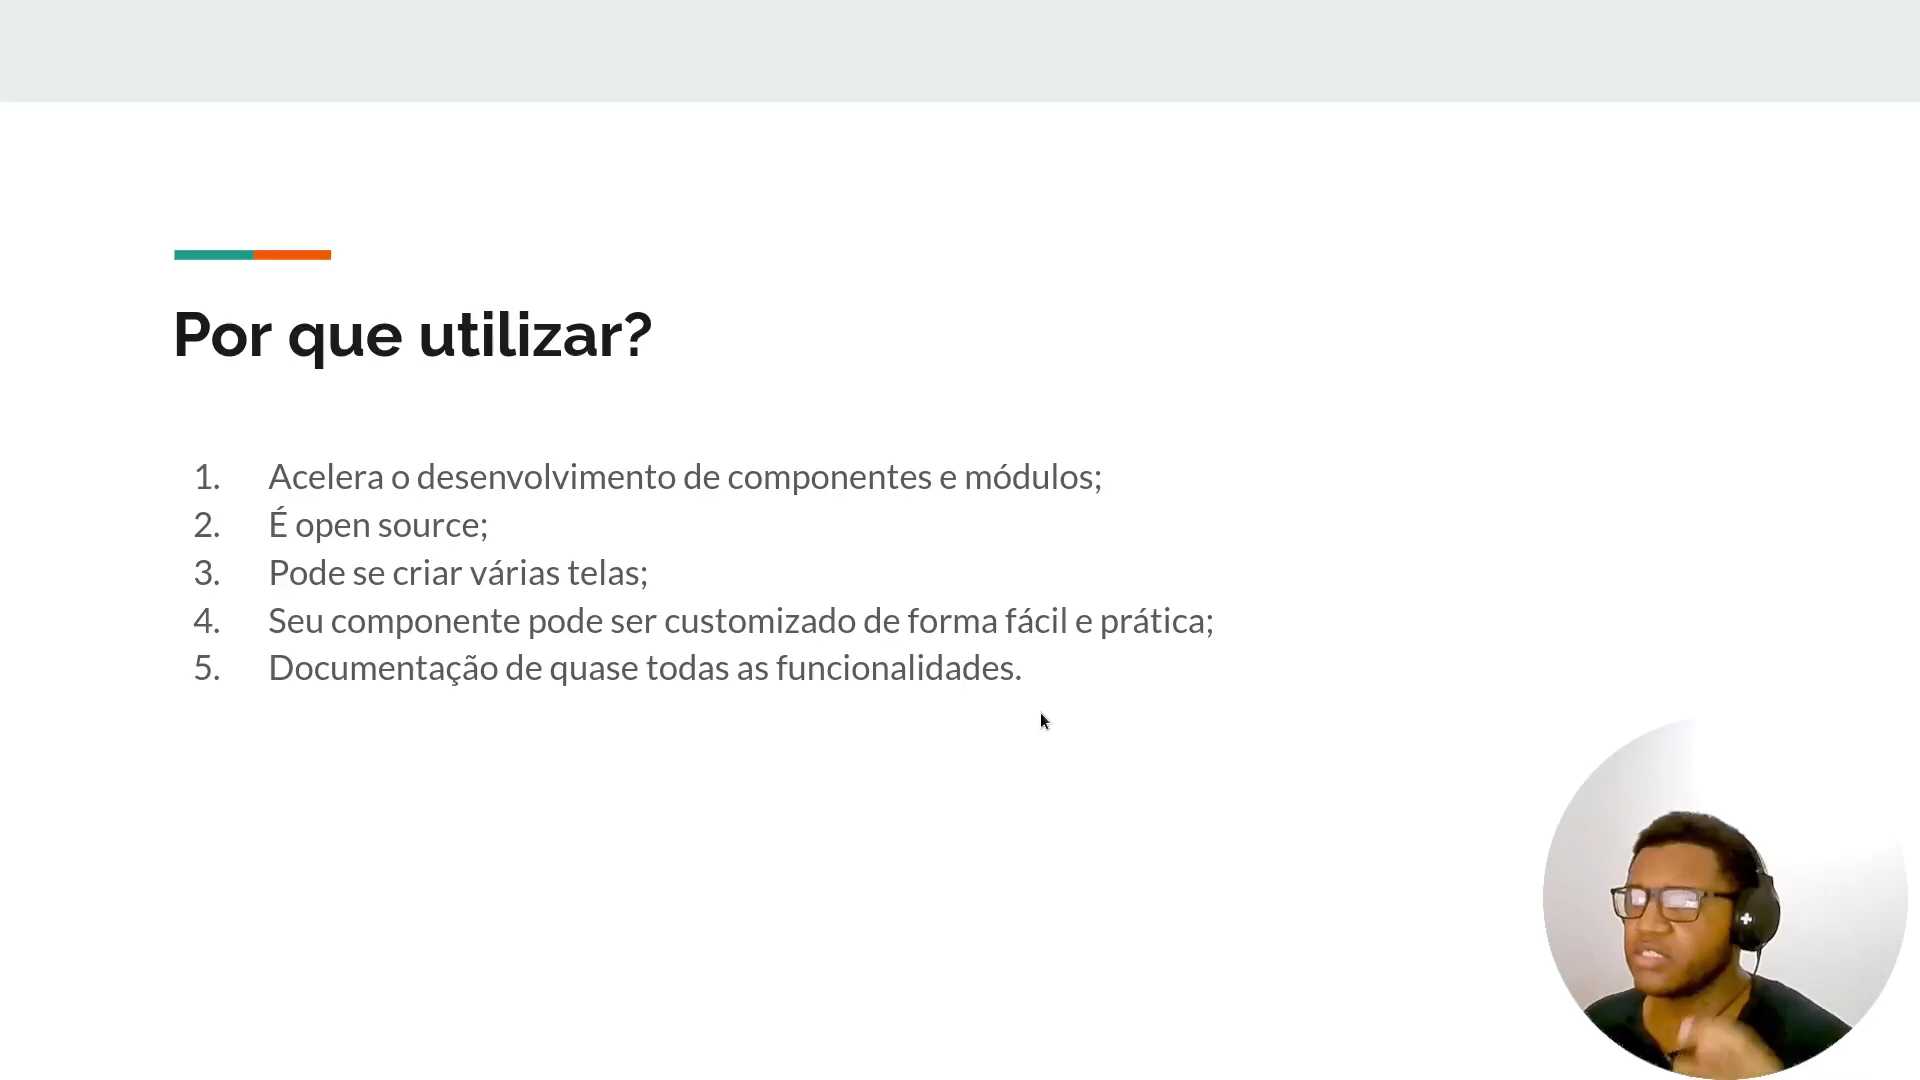 Por que utilizar?
1. Acelera o desenvolvimento de componentes e módulos;
2. É open source;
3. Pode se criar várias telas;
4. Seu componente pode ser customizado de forma fácil e prática;
5. Documentação de quase todas as funcionalidades.